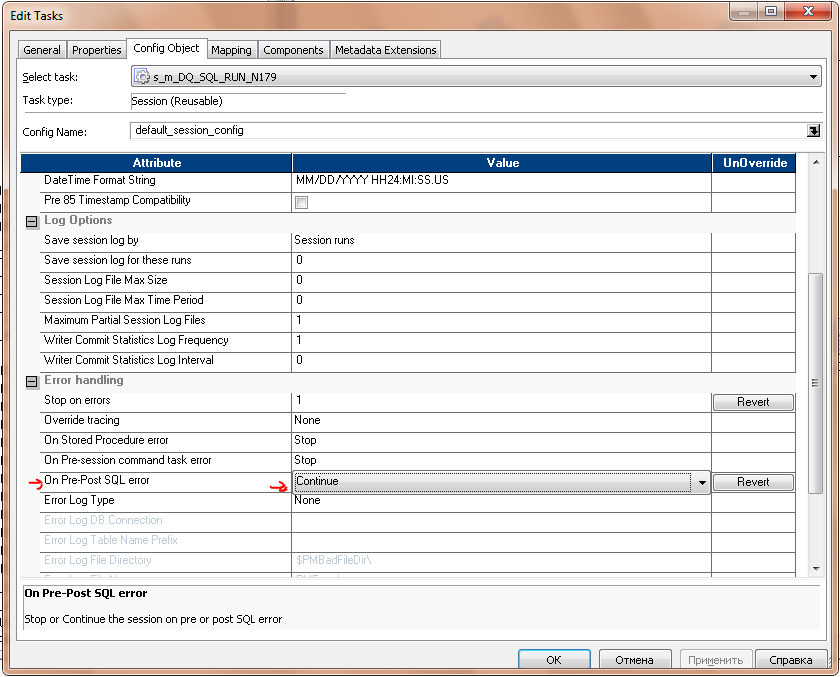 Edit Tasks
General Properties Config Object Mapping Components Metadata Extensions
Select task: s_m_DQ_SQL_RUN_N179
Task type: Session (Reusable)
Config Name: default_session_config
Attribute Value UnOverride
DateTime Format String MM/DD/YYYY HH24:MI:SS.US
Pre 85 Timestamp Compatibility
Log Options
Save session log by Session runs
Save session log for these runs 0
Session Log File Max Size 0
Session Log File Max Time Period 0
Maximum Partial Session Log Files 1
Writer Commit Statistics Log Frequency 1
Writer Commit Statistics Log Interval 0
Error handling
Stop on errors 1 Revert
Override tracing None
On Stored Procedure error Stop
On Pre-session command task error Stop
On Pre-Post SQL error Continue Revert
Error Log Type None
Error Log DB Connection
Error Log Table Name Prefix
Error Log File Directory $PMBadFileDir\
On Pre-Post SQL error
Stop or Continue the session on pre or post SQL error
OK Отмена Применить Справка